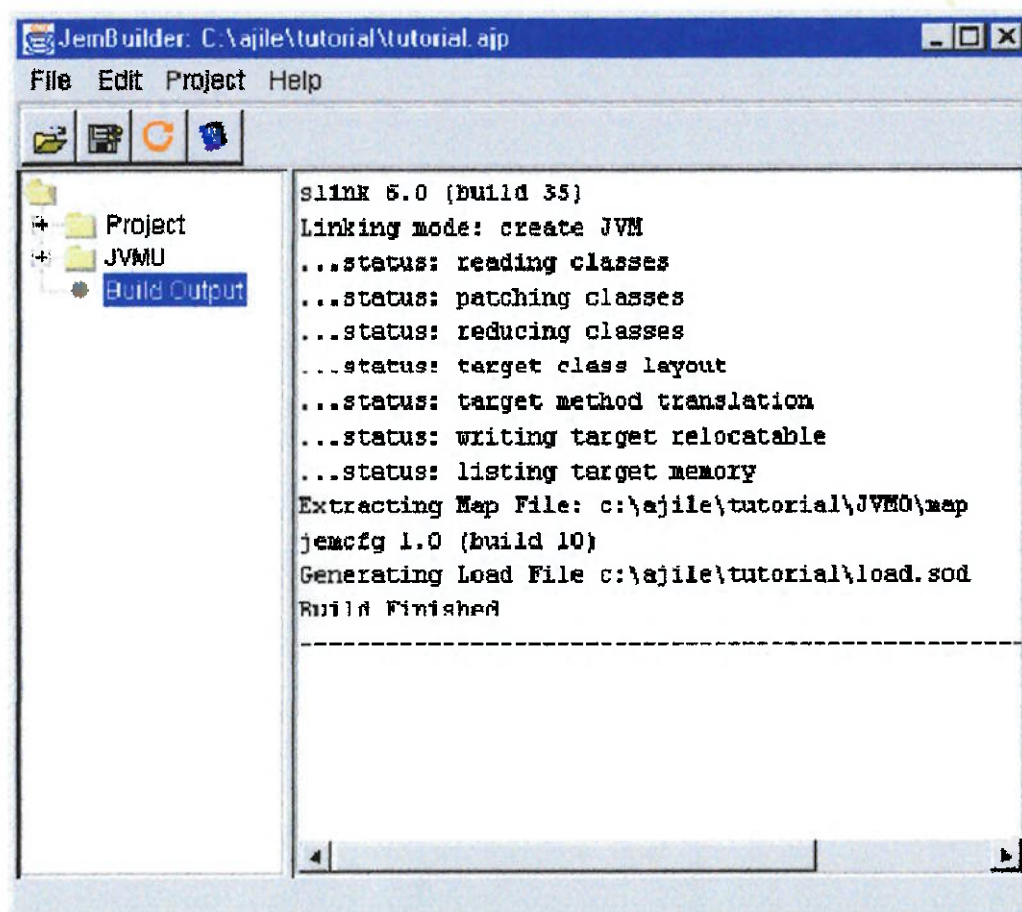 JemBuilder: C:\ajile\tutorial\tutorial.ajp
File Edit Project Help
Project
JVM0
Build Output
slink 6.0 (build 35)
Linking mode: create JVM
...status: reading classes
...status: patching classes
...status: reducing classes
...status: target class layout
...status: target method translation
...status: writing target relocatable
...status: listing target memory
Extracting Map File: c:\ajile\tutorial\JVM0\map
jemcfg 1.0 (build 10)
Generating Load File c:\ajile\tutorial\load.sod
Build Finished